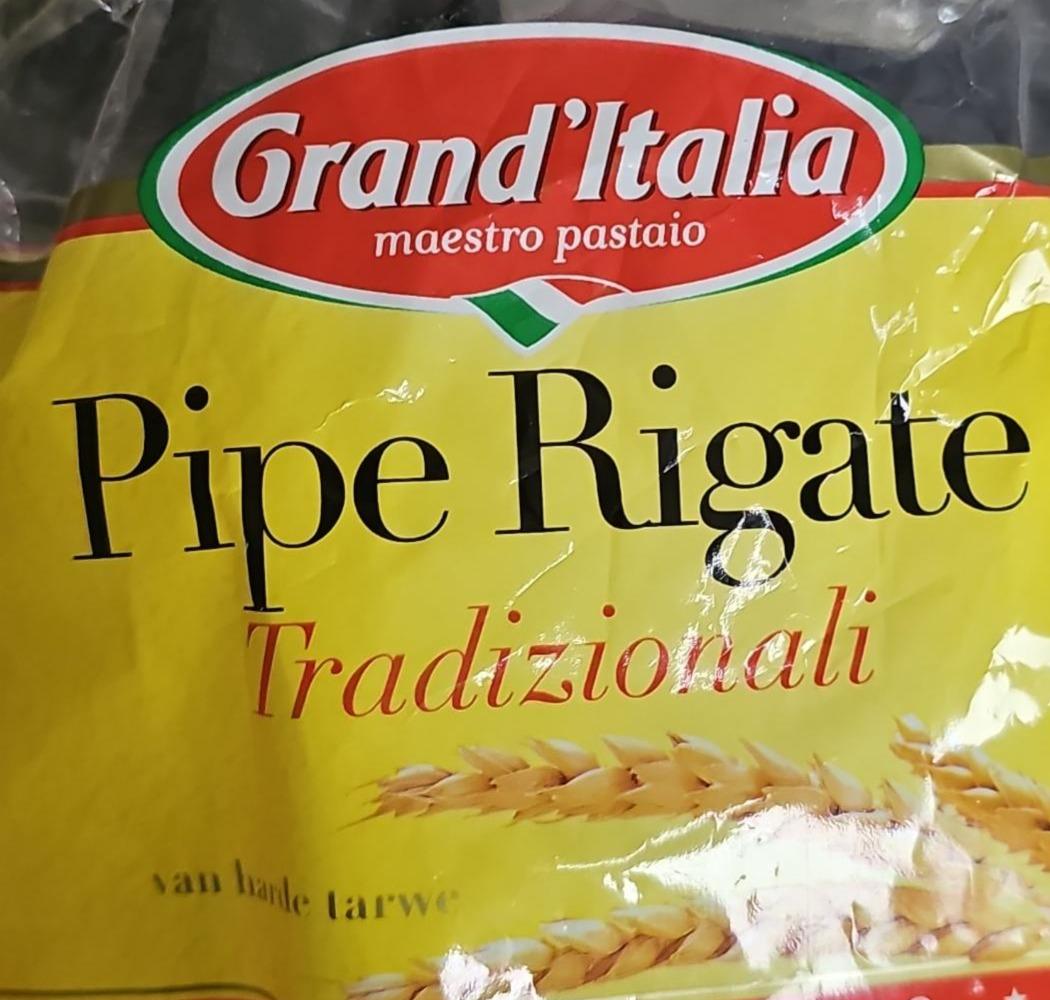 Grand'Italia
maestro pastaio
Pipe Rigate
Tradizionali
van harde tarwe